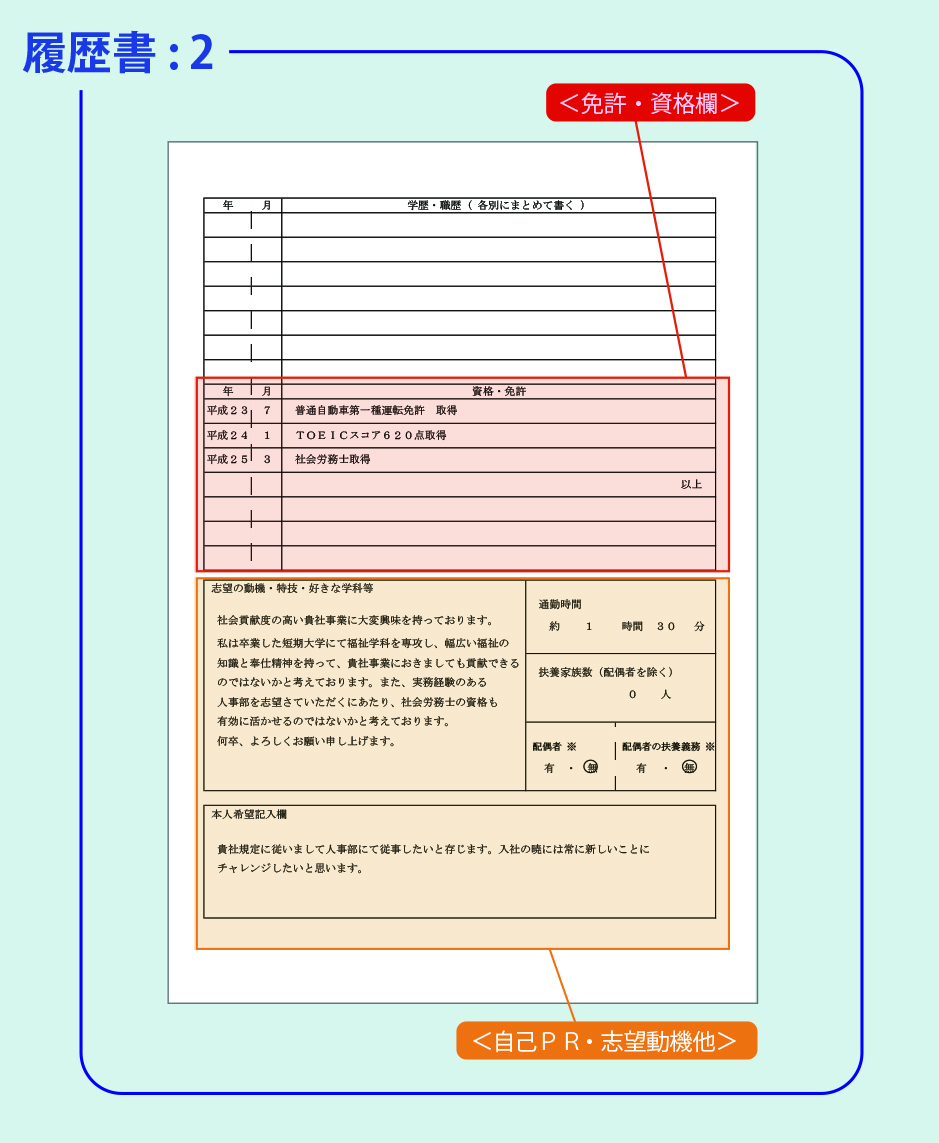 履歴書 : 2
＜免許・資格欄＞
年 月 学歴・職歴（ 各別にまとめて書く ）
年 月 資格・免許
平成２３ ７ 普通自動車第一種運転免許　取得
平成２４ １ ＴＯＥＩＣスコア６２０点取得
平成２５ ３ 社会労務士取得
以上
志望の動機・特技・好きな学科等
社会貢献度の高い貴社事業に大変興味を持っております。
私は卒業した短期大学にて福祉学科を専攻し、幅広い福祉の
知識と奉仕精神を持って、貴社事業におきましても貢献できる
のではないかと考えております。また、実務経験のある
人事部を志望さていただくにあたり、社会労務士の資格も
有効に活かせるのではないかと考えております。
何卒、よろしくお願い申し上げます。
通勤時間
約 １ 時間 ３０ 分
扶養家族数（配偶者を除く）
０ 人
配偶者 ※
有 ・ 無
配偶者の扶養義務 ※
有 ・ 無
本人希望記入欄
貴社規定に従いまして人事部にて従事したいと存じます。入社の暁には常に新しいことに
チャレンジしたいと思います。
＜自己ＰＲ・志望動機他＞